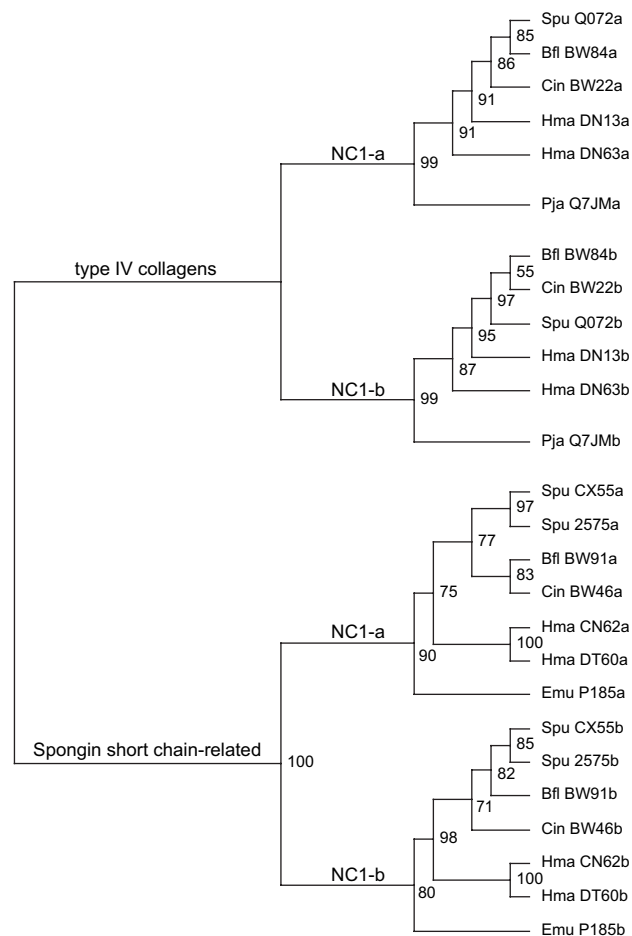 Spu Q072a
85
Bfl BW84a
86
Cin BW22a
91
Hma DN13a
91
NC1-a
Hma DN63a
99
Pja Q7JMa
type IV collagens
Bfl BW84b
55
Cin BW22b
97
Spu Q072b
95
Hma DN13b
87
NC1-b
Hma DN63b
99
Pja Q7JMb
Spu CX55a
97
Spu 2575a
77
Bfl BW91a
83
75
Cin BW46a
Hma CN62a
NC1-a
100
90
Hma DT60a
Emu P185a
Spu CX55b
85
Spongin short chain-related
100
Spu 2575b
82
Bfl BW91b
71
Cin BW46b
98
Hma CN62b
NC1-b
100
80
Hma DT60b
Emu P185b